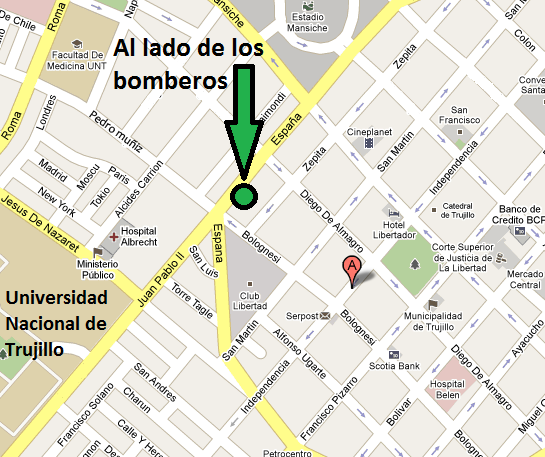 Al lado de los
bomberos
Estadio
Mansiche
Mansiche
De Chile
Roma
Facultad De
Medicina UNT
Roma
Londres
Pedro muñiz
España
Zepita
Colon
San
Francisco
Cineplanet
San Martin
Independencia
Zepita
Madrid
Moscu
Paris
Tokio
New York
Alcides Carrion
Jesus De Nazaret
Hospital
Albrecht
Ministerio
Público
Juan Pablo II
España
San Luis
Bolognesi
Diego De Almagro
Hotel
Libertador
Catedral
de Trujillo
Banco de
Credito BCP
Corte Superior
de Justicia de
La Libertad
Mercado
Central
A
Universidad
Nacional de
Trujillo
Torre Tagle
Club
Libertad
Serpost
Bolognesi
Municipalidad
de Trujillo
San Martin
Alfonso Ugarte
Scotia Bank
Diego De Almagro
Ayacucho
Hospital
Belen
San Andres
Charun
Francisco Solano
Calle Y Her
Independencia
Francisco Pizarro
Bolivar
Bolognesi
Miguel
Petrocentro